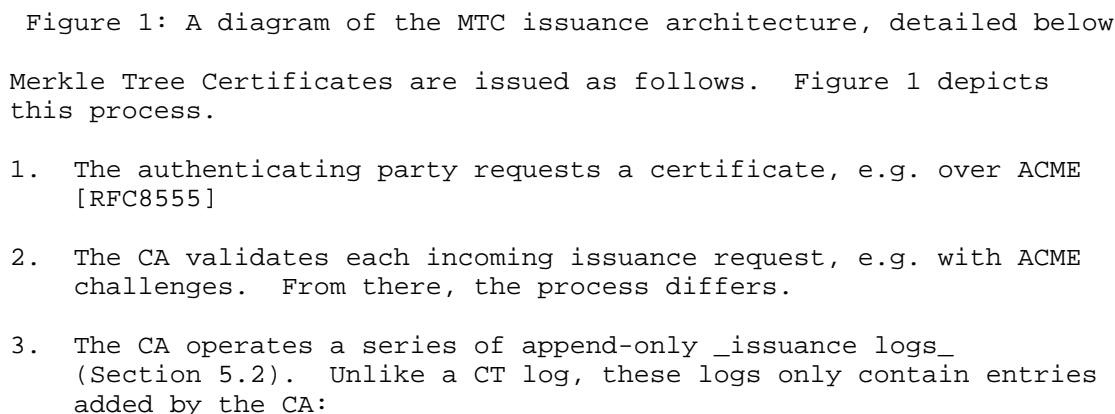 Figure 1: A diagram of the MTC issuance architecture, detailed below
Merkle Tree Certificates are issued as follows.  Figure 1 depicts
this process.
1.  The authenticating party requests a certificate, e.g. over ACME
[RFC8555]
2.  The CA validates each incoming issuance request, e.g. with ACME
challenges.  From there, the process differs.
3.  The CA operates a series of append-only _issuance logs_
(Section 5.2).  Unlike a CT log, these logs only contain entries
added by the CA: